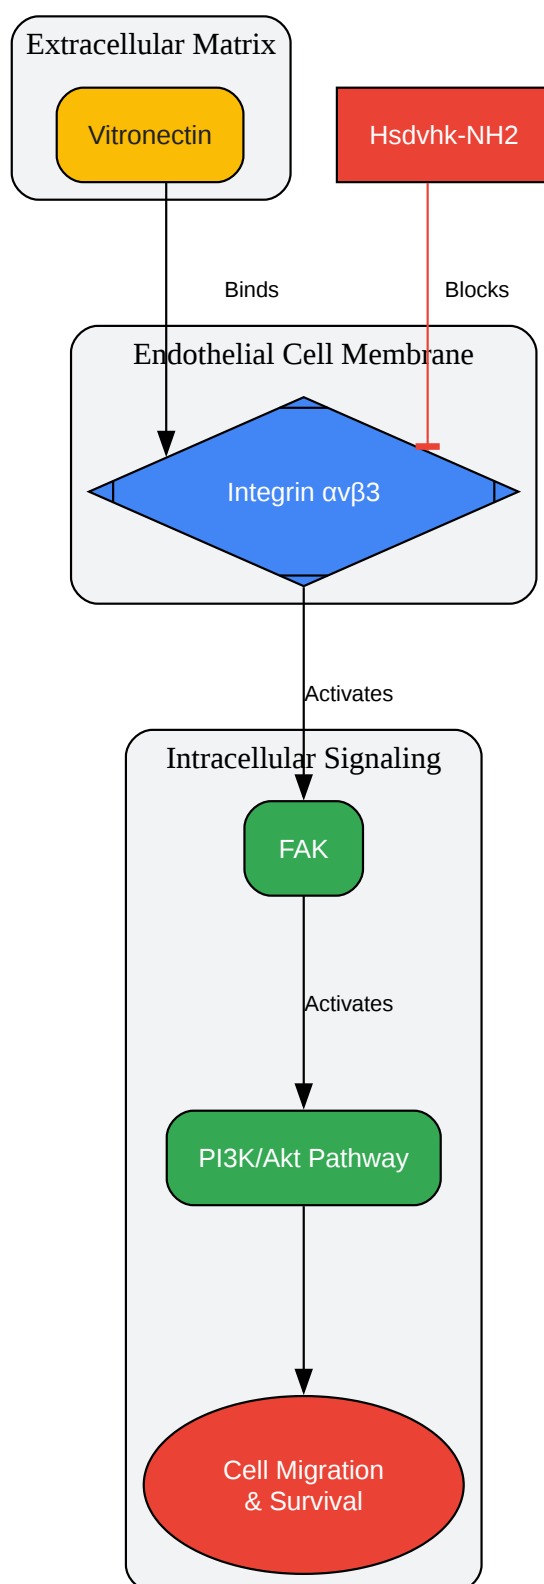 Extracellular Matrix
Vitronectin
Hsdvhk-NH2
Binds
Blocks
Endothelial Cell Membrane
Integrin αvβ3
Activates
Intracellular Signaling
FAK
Activates
PI3K/Akt Pathway
Cell Migration
& Survival